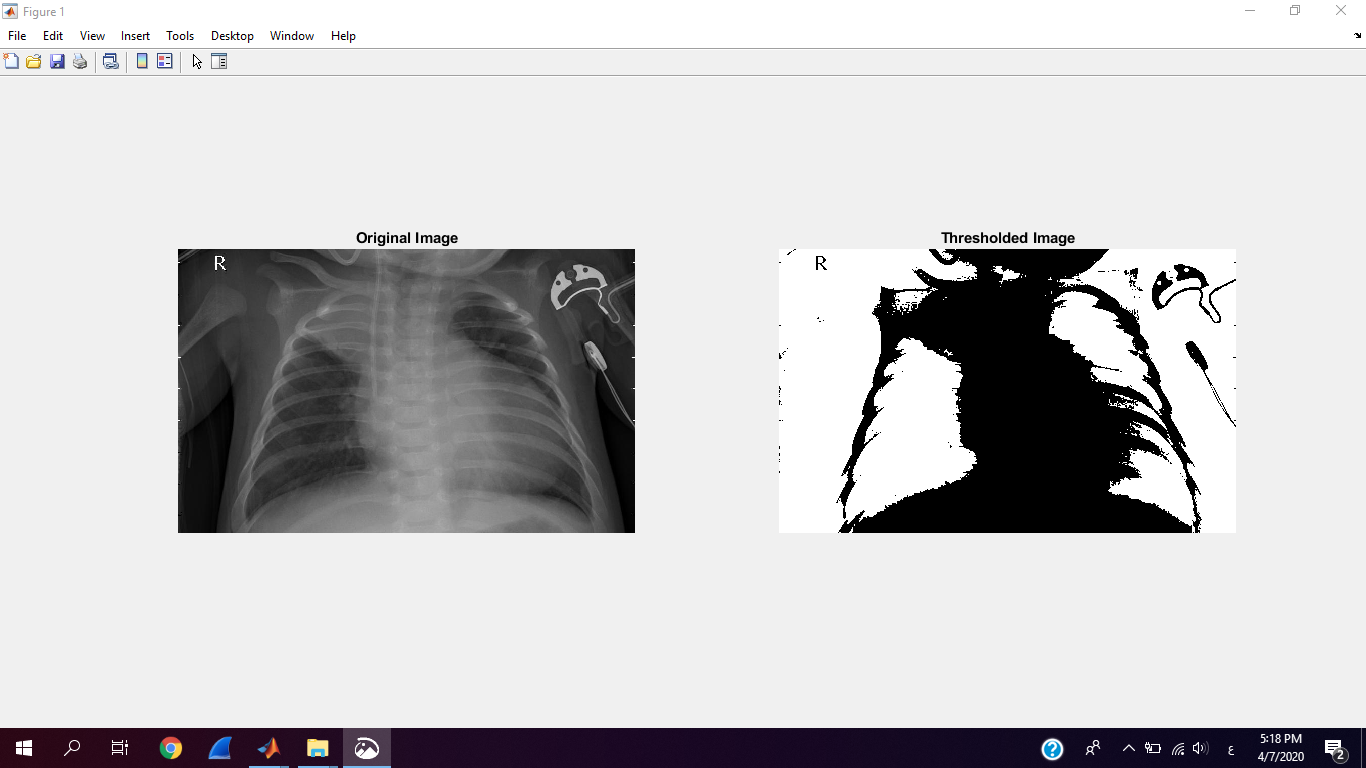 Figure 1
File Edit View Insert Tools Desktop Window Help
Original Image
Thresholded Image
R
R
5:18 PM
ع
4/7/2020
2